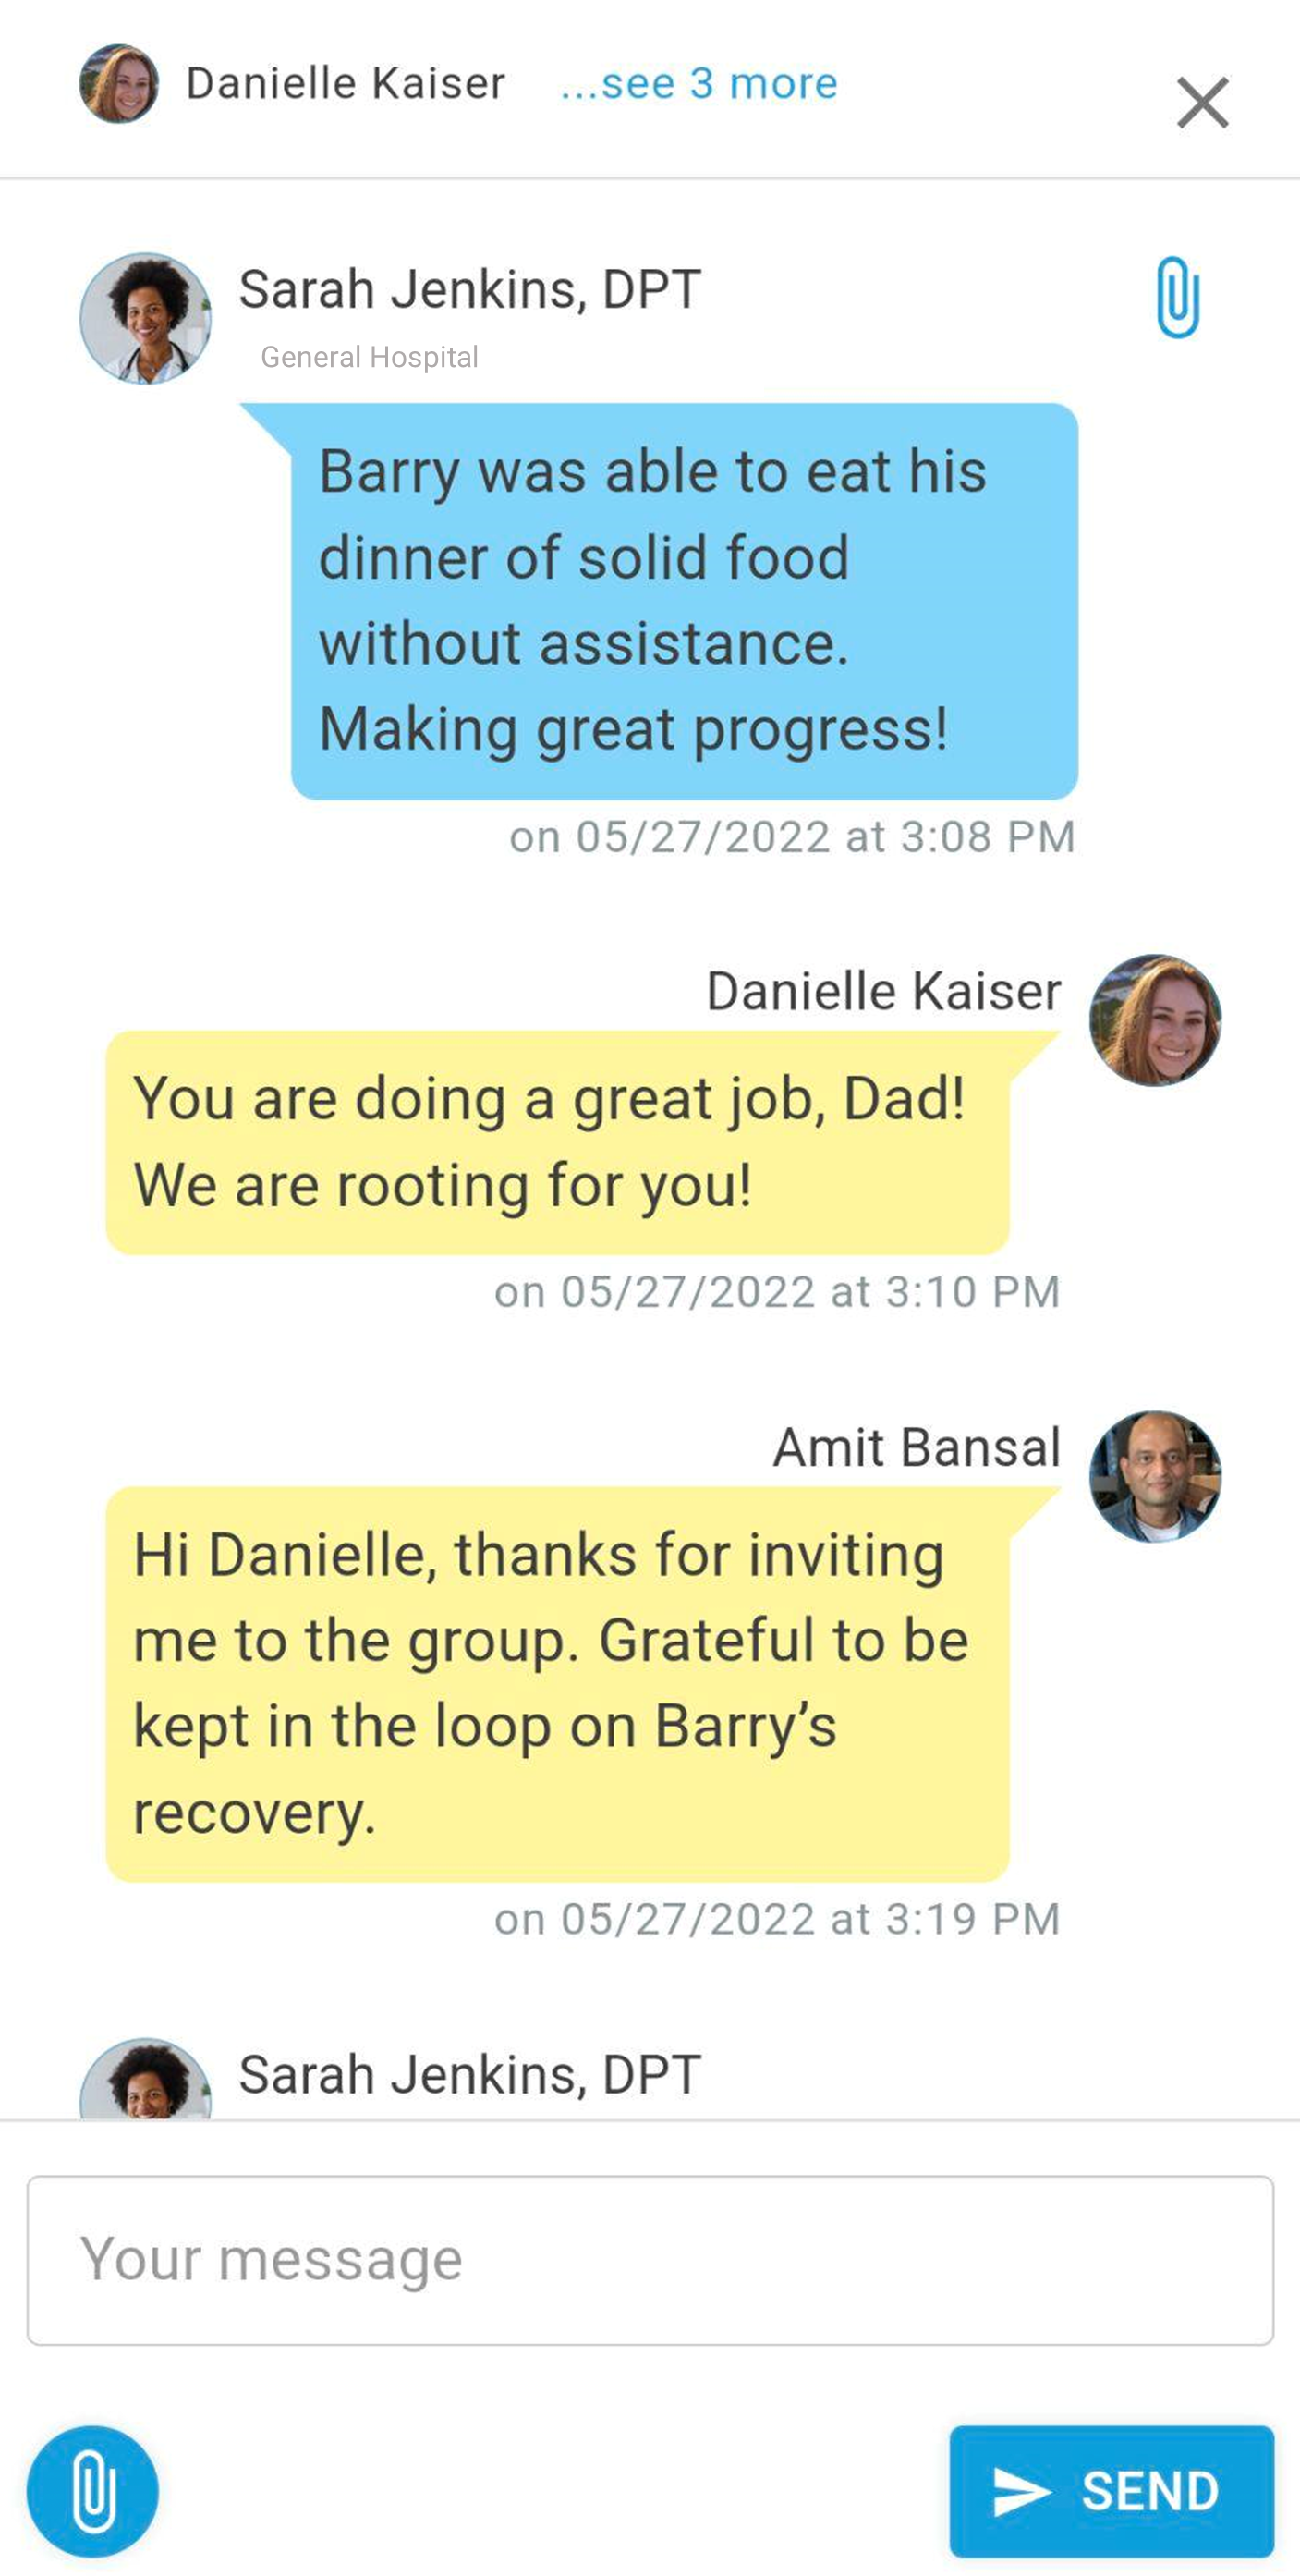 Danielle Kaiser ...see 3 more
Sarah Jenkins, DPT
General Hospital
Barry was able to eat his
dinner of solid food
without assistance.
Making great progress!
on 05/27/2022 at 3:08 PM
Danielle Kaiser
You are doing a great job, Dad!
We are rooting for you!
on 05/27/2022 at 3:10 PM
Amit Bansal
Hi Danielle, thanks for inviting
me to the group. Grateful to be
kept in the loop on Barry’s
recovery.
on 05/27/2022 at 3:19 PM
Sarah Jenkins, DPT
Your message
SEND